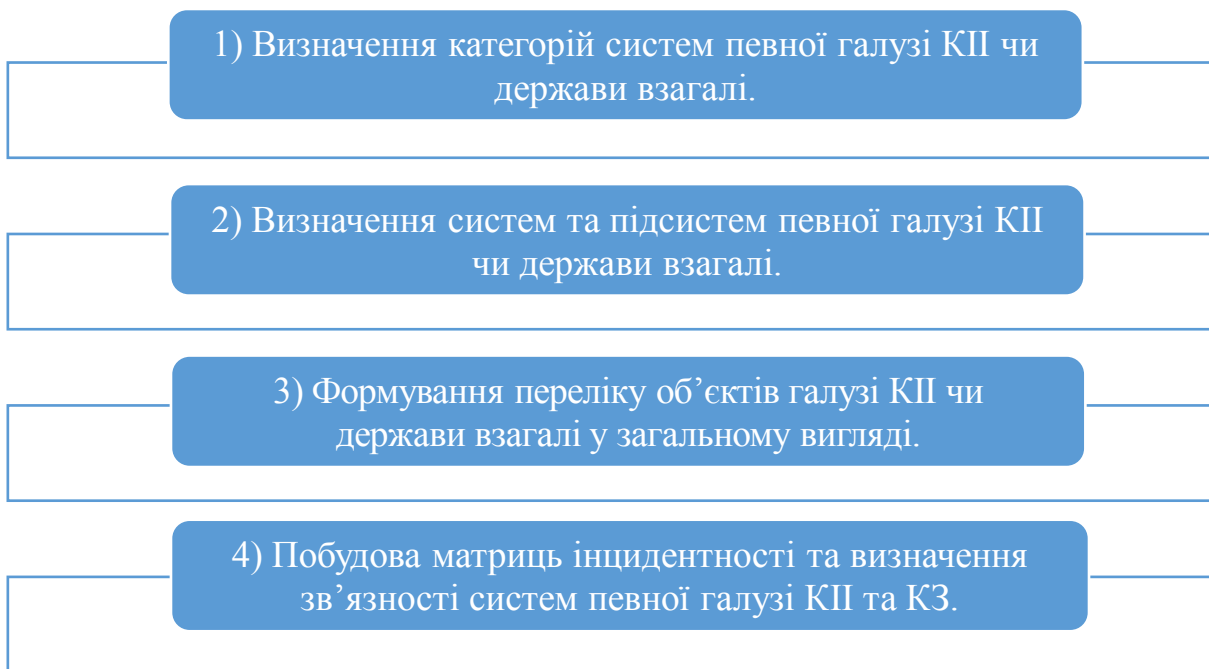 1) Визначення категорій систем певної галузі КІІ чи
держави взагалі.
2) Визначення систем та підсистем певної галузі КІІ
чи держави взагалі.
3) Формування переліку об’єктів галузі КІІ чи
держави взагалі у загальному вигляді.
4) Побудова матриць інцидентності та визначення
зв’язності систем певної галузі КІІ та КЗ.